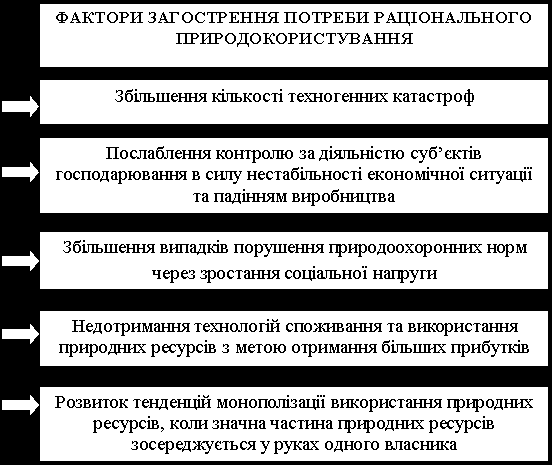 ФАКТОРИ ЗАГОСТРЕННЯ ПОТРЕБИ РАЦІОНАЛЬНОГО
ПРИРОДОКОРИСТУВАННЯ
Збільшення кількості техногенних катастроф
Послаблення контролю за діяльністю суб’єктів
господарювання в силу нестабільності економічної ситуації
та падінням виробництва
Збільшення випадків порушення природоохоронних норм
через зростання соціальної напруги
Недотримання технологій споживання та використання
природних ресурсів з метою отримання більших прибутків
Розвиток тенденцій монополізації використання природних
ресурсів, коли значна частина природних ресурсів
зосереджується у руках одного власника